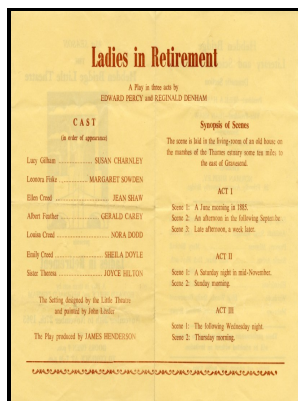 Ladies in Retirement
A Play in three acts by
EDWARD PERCY and REGINALD DENHAM
CAST
(in order of appearance)
Lucy Gilham SUSAN CHARNLEY
Leonora Fiske MARGARET SOWDEN
Ellen Creed JEAN SHAW
Albert Feather GERALD CAREY
Louisa Creed NORA DODD
Emily Creed SHEILA DOYLE
Sister Theresa JOYCE HILTON
The Setting designed by the Little Theatre
and painted by John
The Play produced by JAMES HENDERSON.
Synopsis of Scenes
The scene is laid in the living-room of an old house on
the marshes of the Thames estuary some ten miles to
the east of Gravesend.
ACT I
Scene 1: A June morning in 1885.
Scene 2: An afternoon in the following September
Scene 3: Late afternoon, a week later.
ACT II
Scene 1: A Saturday night in mid-November.
Scene 2: Sunday morning.
ACT III
Scene 1: The following Wednesday night.
Scene 2: Thursday morning.